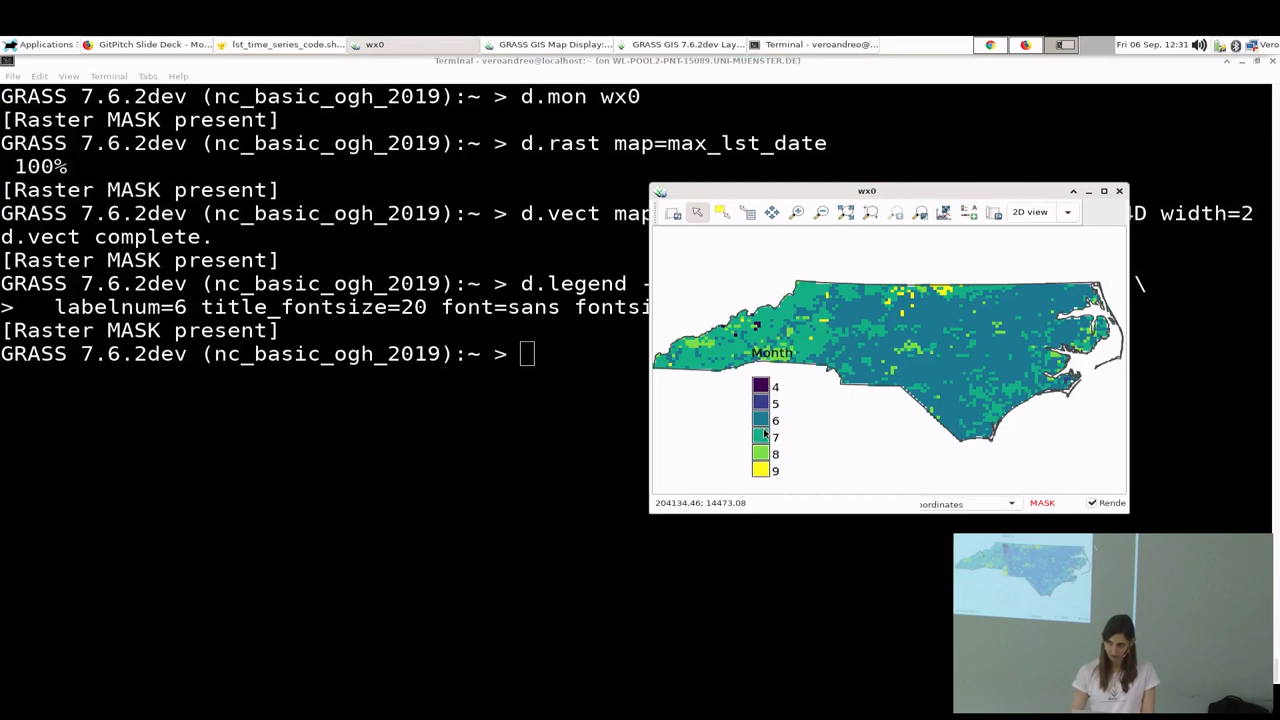 Applications
GitPitch Slide Deck - Mo...
lst_time_series_code.sh...
wx0
GRASS GIS Map Display:...
GRASS GIS 7.6.2dev Lay...
Terminal - veroandreo@...
Fri 06 Sep, 12:31
Vero
Terminal - veroandreo@localhost:~ (on WL-POOL2-PNT-15089.UNI-MUENSTER.DE)
File Edit View Terminal Tabs Help
GRASS 7.6.2dev (nc_basic_ogh_2019):~ > d.mon wx0
[Raster MASK present]
GRASS 7.6.2dev (nc_basic_ogh_2019):~ > d.rast map=max_lst_date
100%
[Raster MASK present]
GRASS 7.6.2dev (nc_basic_ogh_2019):~ > d.vect map
4D width=2
d.vect complete.
[Raster MASK present]
GRASS 7.6.2dev (nc_basic_ogh_2019):~ > d.legend -
\
> labelnum=6 title_fontsize=20 font=sans fontsi
[Raster MASK present]
GRASS 7.6.2dev (nc_basic_ogh_2019):~ >
wx0
2D view
Month
4
5
6
7
8
9
204134.46; 14473.08
oordinates
MASK
Rende